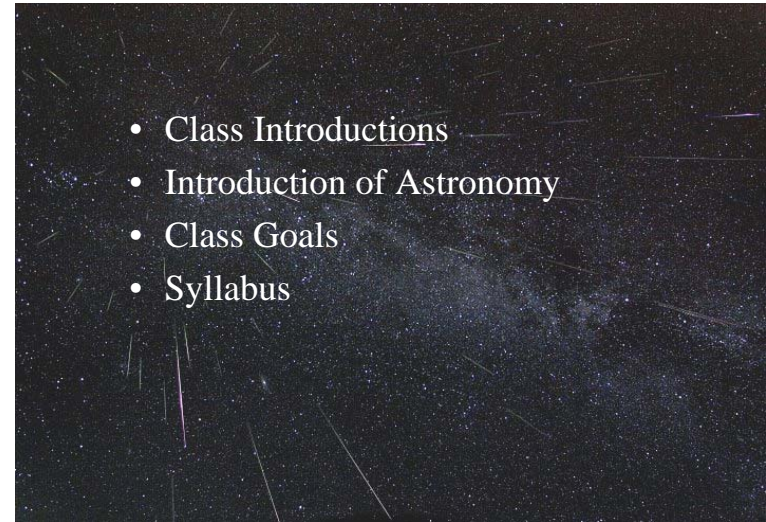 • Class Introductions
• Introduction of Astronomy
• Class Goals
• Syllabus